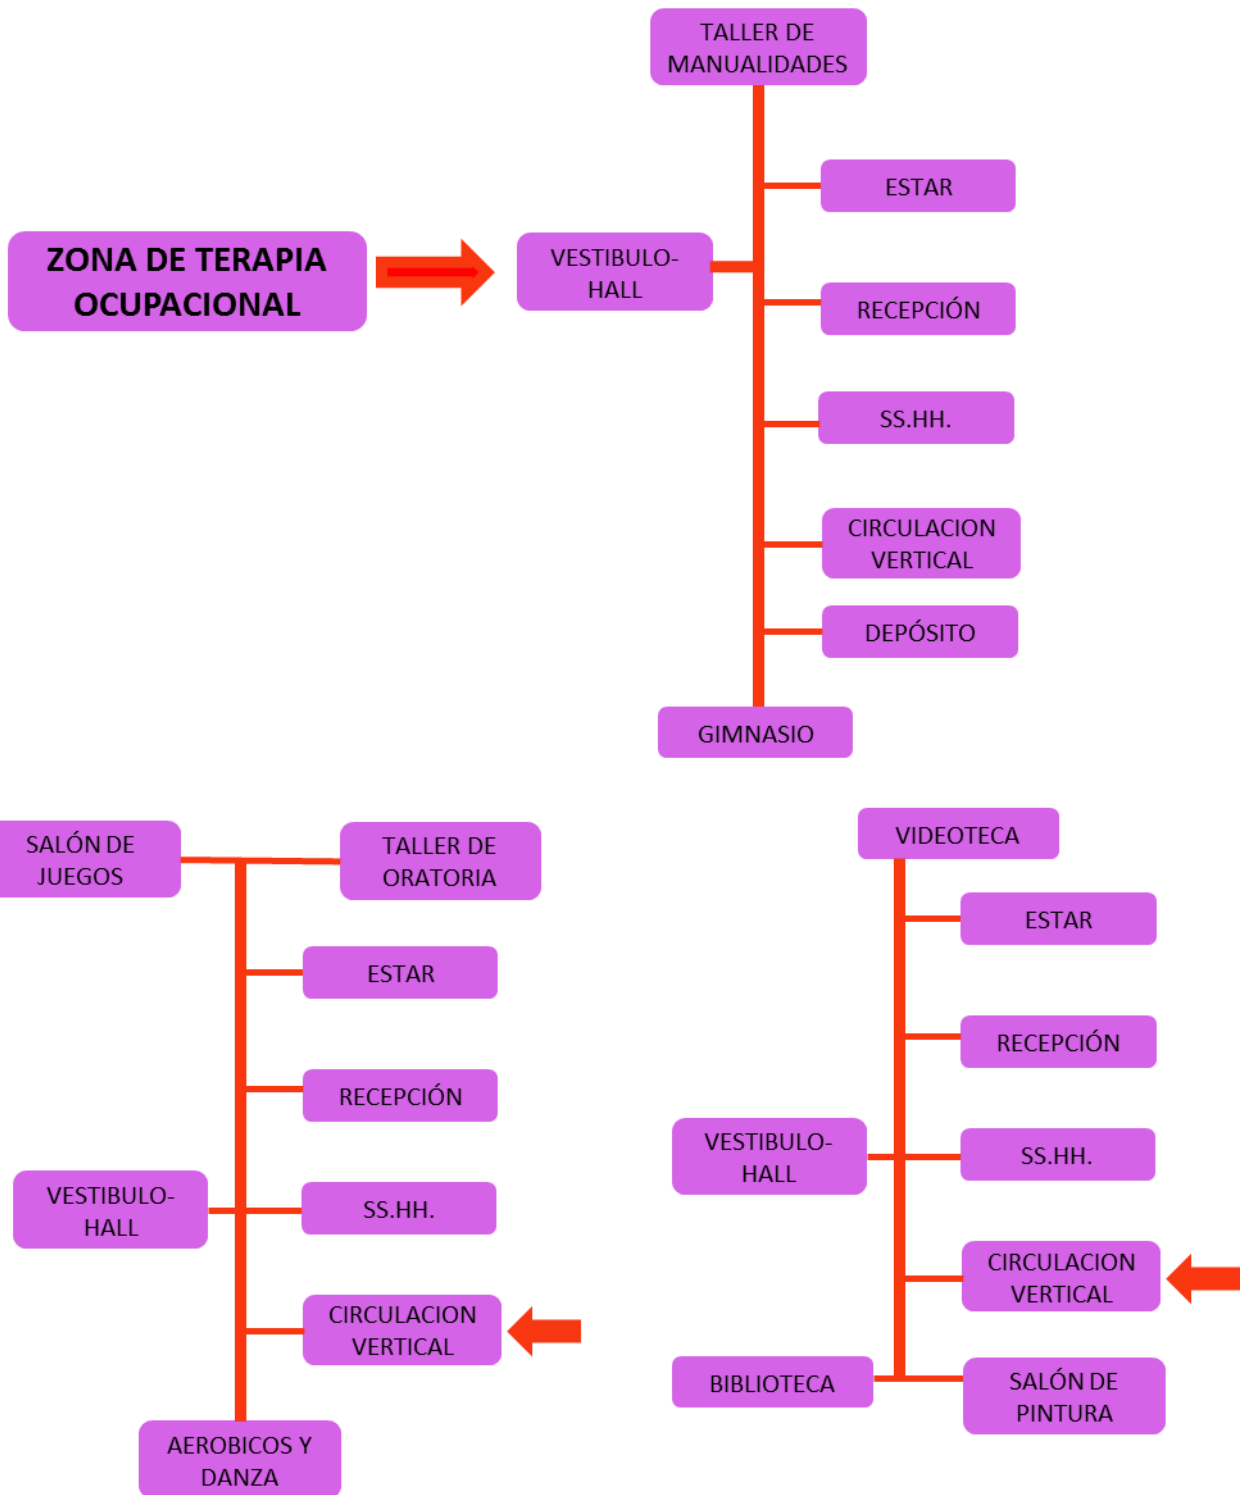 TALLER DE
MANUALIDADES
ESTAR
ZONA DE TERAPIA
OCUPACIONAL
VESTIBULO-
HALL
RECEPCIÓN
SS.HH.
CIRCULACION
VERTICAL
DEPÓSITO
GIMNASIO
SALÓN DE
JUEGOS
TALLER DE
ORATORIA
ESTAR
RECEPCIÓN
VESTIBULO-
HALL
SS.HH.
CIRCULACION
VERTICAL
AEROBICOS Y
DANZA
VIDEOTECA
ESTAR
RECEPCIÓN
VESTIBULO-
HALL
SS.HH.
CIRCULACION
VERTICAL
BIBLIOTECA
SALÓN DE
PINTURA